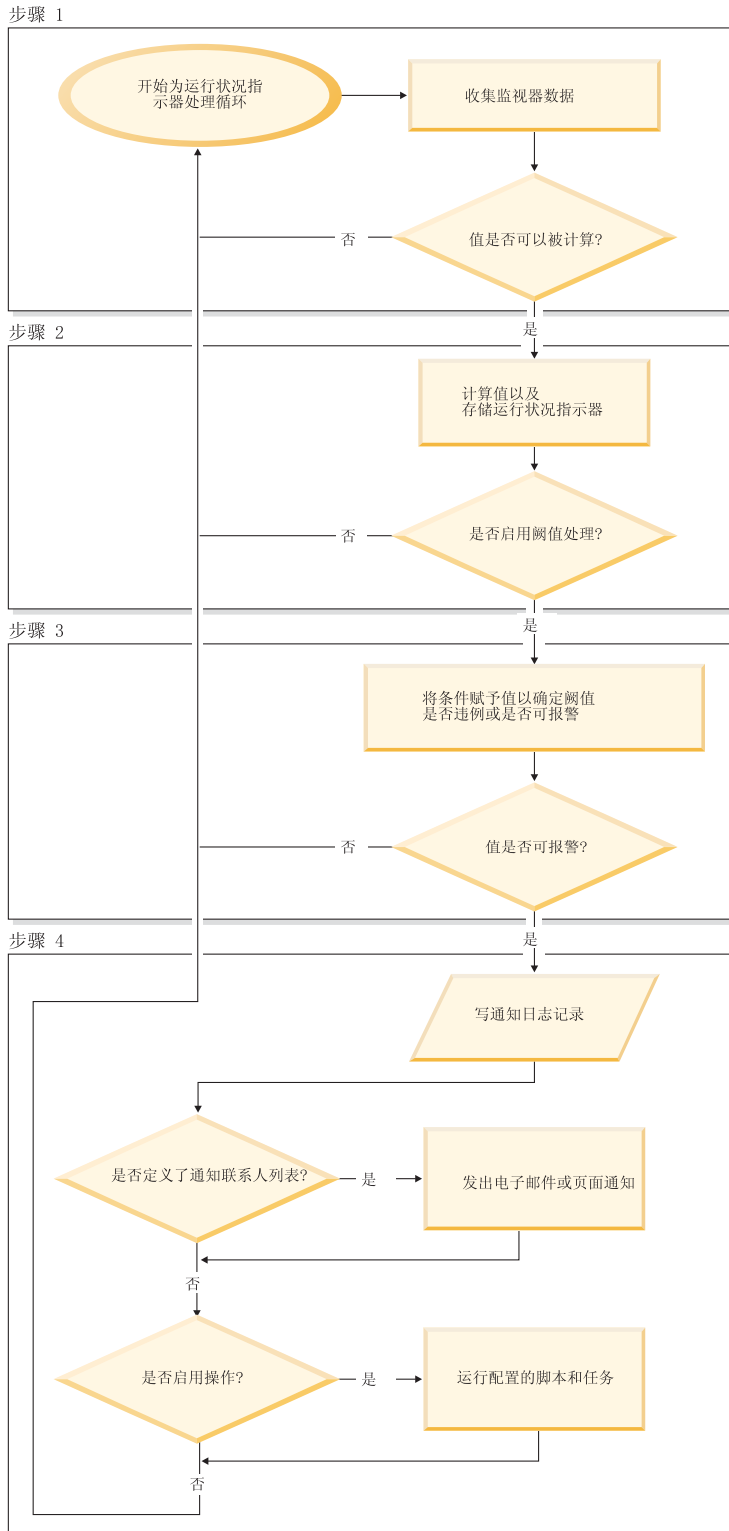 步骤 1
开始为运行状况指
示器处理循环
收集监视器数据
值是否可以被计算?
否
是
步骤 2
计算值以及
存储运行状况指示器
是否启用阙值处理?
否
是
步骤 3
将条件赋予值以确定阙值
是否违例或是否可报警
值是否可报警?
否
是
步骤 4
写通知日志记录
是否定义了通知联系人列表?
是
发出电子邮件或页面通知
否
是否启用操作?
是
运行配置的脚本和任务
否